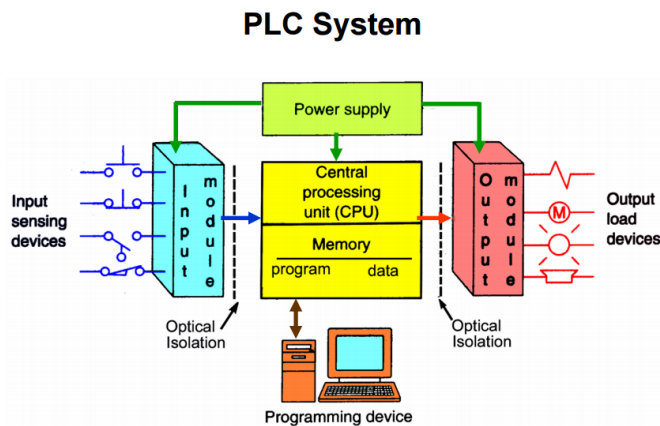 PLC System
Power supply
Input
sensing
devices
Input
module
Central
processing
unit (CPU)
Memory
program data
Output
module
M
Output
load
devices
Optical
Isolation
Optical
Isolation
Programming device